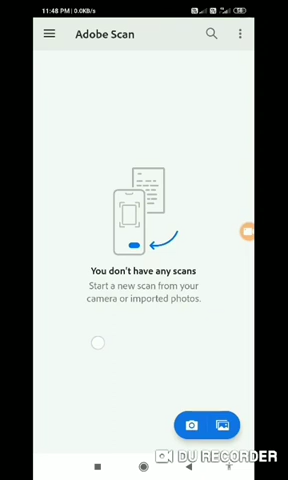 11:48 PM | 0.0KB/s
Adobe Scan
You don't have any scans
Start a new scan from your
camera or imported photos.
DU RECORDER